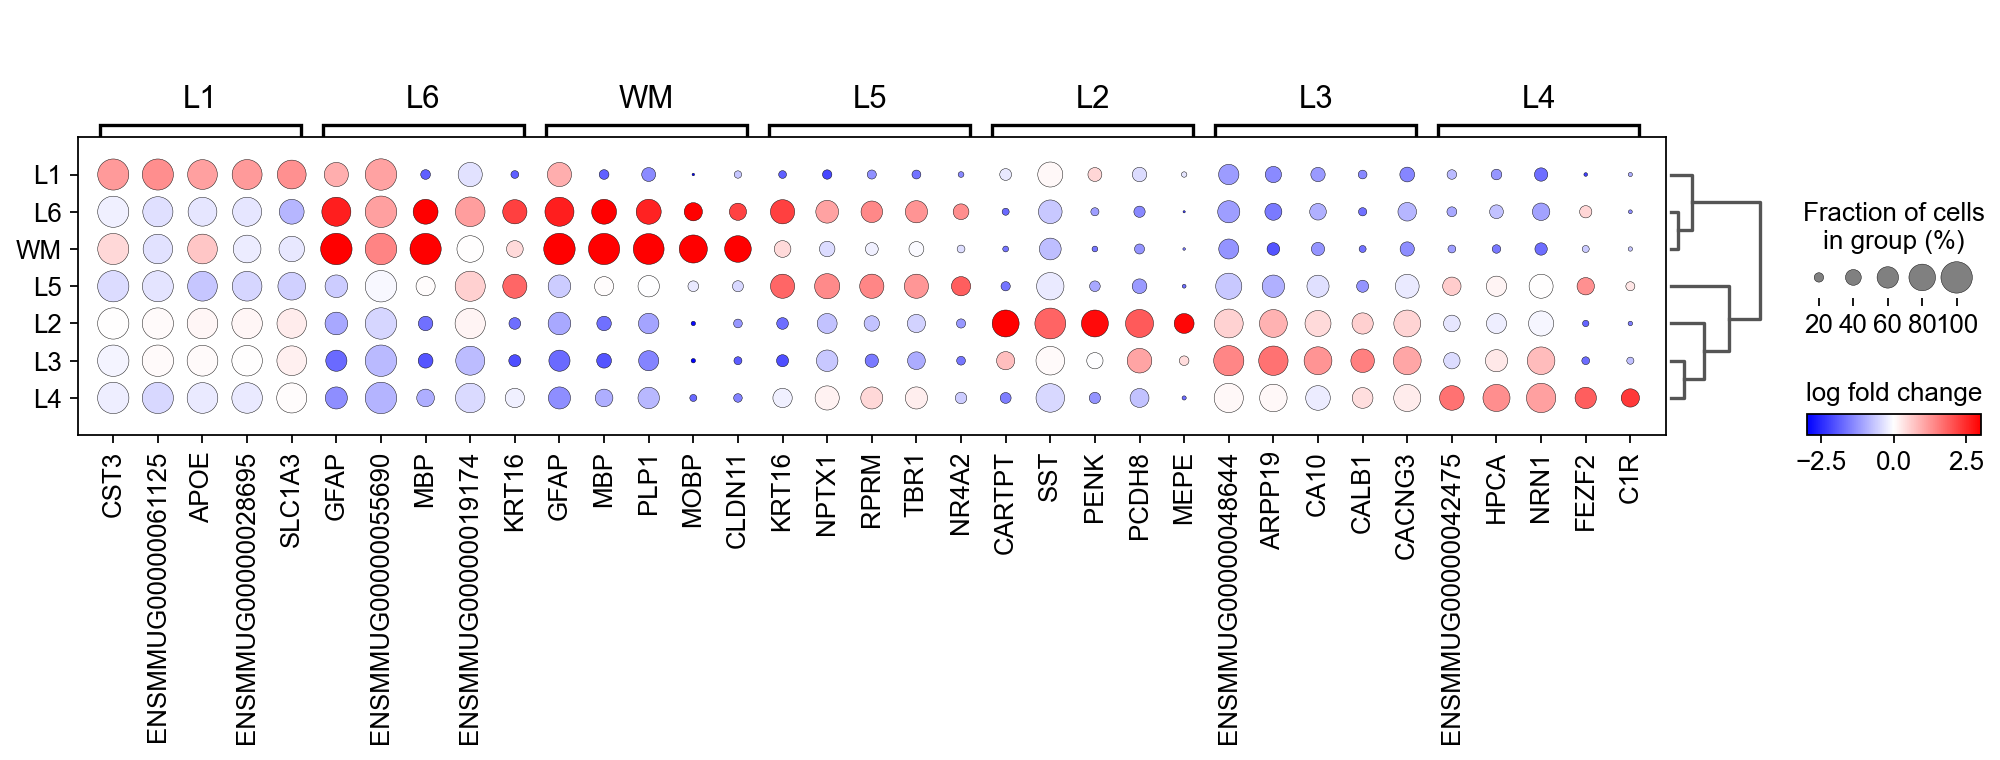 L1 L6 WM L5 L2 L3 L4
L1
L6
WM
L5
L2
L3
L4
CST3
ENSMMUG00000061125
APOE
ENSMMUG00000028695
SLC1A3
GFAP
ENSMMUG00000055690
MBP
ENSMMUG00000019174
KRT16
GFAP
MBP
PLP1
MOBP
CLDN11
KRT16
NPTX1
RPRM
TBR1
NR4A2
CARTPT
SST
PENK
PCDH8
MEPE
ENSMMUG00000048644
ARPP19
CA10
CALB1
CACNG3
ENSMMUG00000042475
HPCA
NRN1
FEZF2
C1R
Fraction of cells
in group (%)
20 40 60 80 100
log fold change
−2.5 0.0 2.5